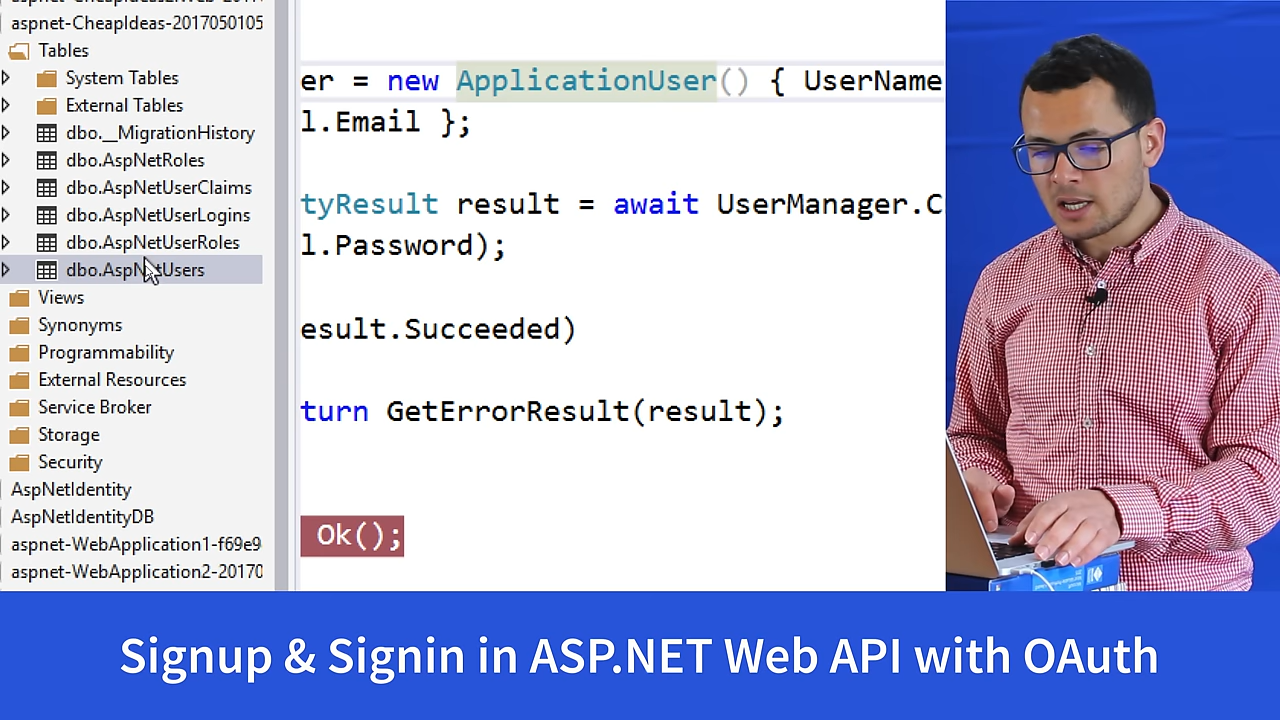 aspnet-CheapIdeas-2017050105
Tables
System Tables
External Tables
dbo.__MigrationHistory
dbo.AspNetRoles
dbo.AspNetUserClaims
dbo.AspNetUserLogins
dbo.AspNetUserRoles
dbo.AspNetUsers
Views
Synonyms
Programmability
External Resources
Service Broker
Storage
Security
AspNetIdentity
AspNetIdentityDB
aspnet-WebApplication1-f69e9
aspnet-WebApplication2-20170
er = new ApplicationUser() { UserName
l.Email };
tyResult result = await UserManager.C
l.Password);
esult.Succeeded)
turn GetErrorResult(result);
Ok();
Signup & Signin in ASP.NET Web API with OAuth